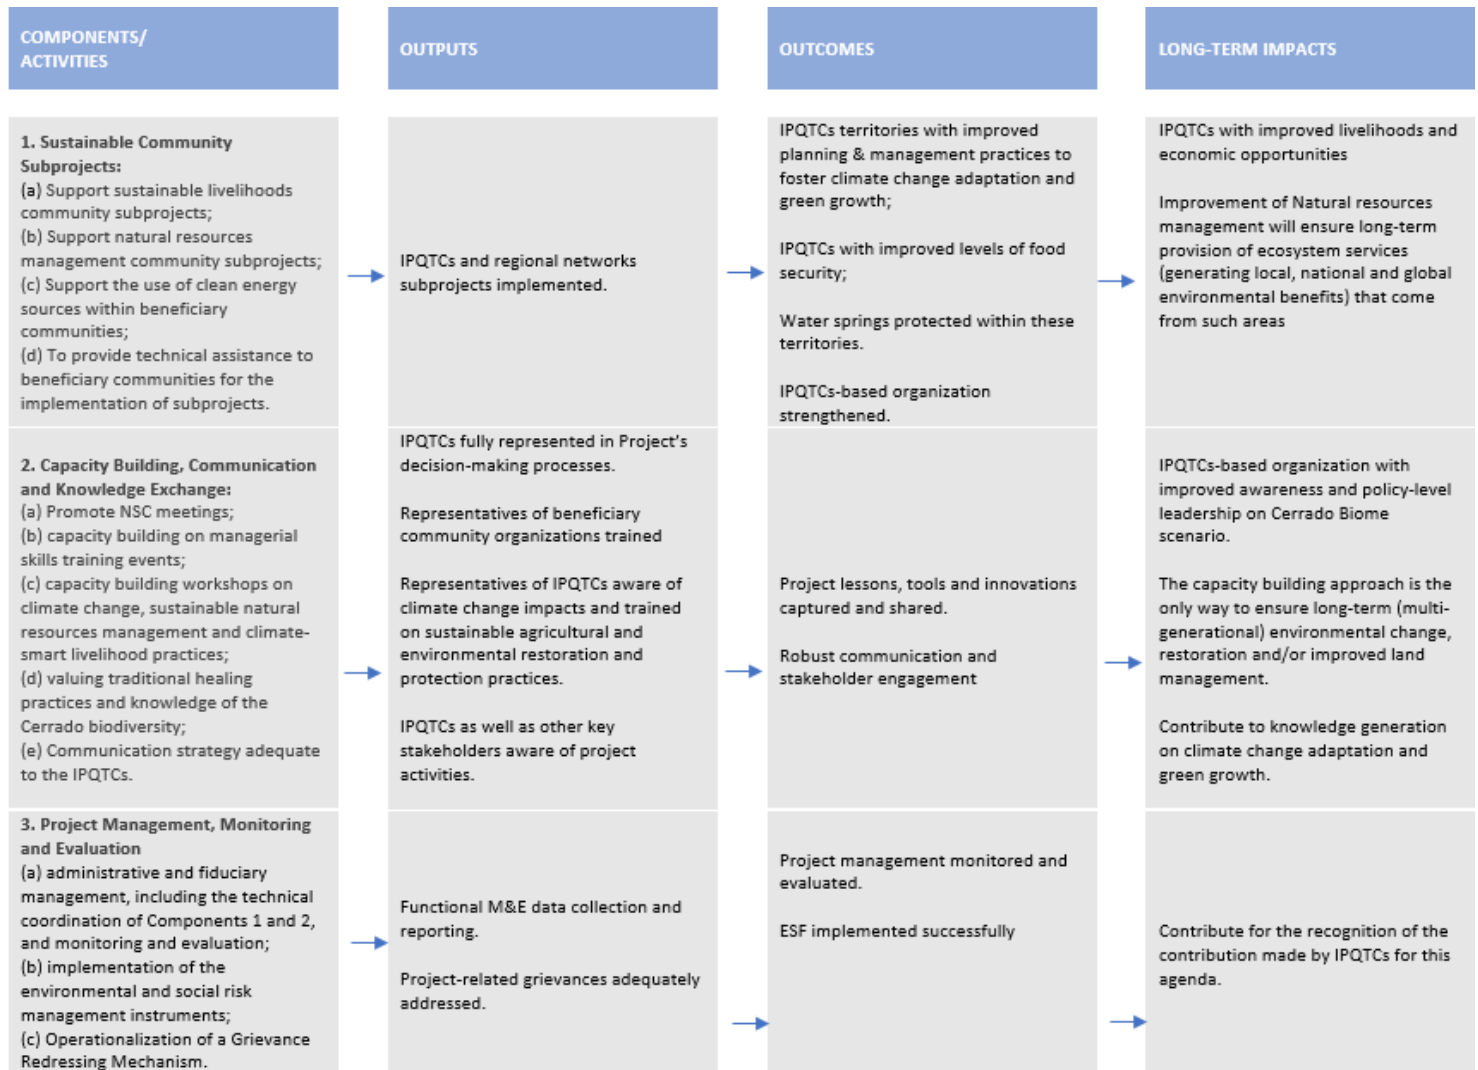 COMPONENTS/
ACTIVITIES
OUTPUTS
OUTCOMES
LONG-TERM IMPACTS
1. Sustainable Community
Subprojects:
(a) Support sustainable livelihoods
community subprojects;
(b) Support natural resources
management community subprojects;
(c) Support the use of clean energy
sources within beneficiary
communities;
(d) To provide technical assistance to
beneficiary communities for the
implementation of subprojects.
IPQTCs and regional networks
subprojects implemented.
IPQTCs territories with improved
planning & management practices to
foster climate change adaptation and
green growth;
IPQTCs with improved levels of food
security;
Water springs protected within these
territories.
IPQTCs-based organization
strengthened.
IPQTCs with improved livelihoods and
economic opportunities
Improvement of Natural resources
management will ensure long-term
provision of ecosystem services
(generating local, national and global
environmental benefits) that come
from such areas
2. Capacity Building, Communication
and Knowledge Exchange:
(a) Promote NSC meetings;
(b) capacity building on managerial
skills training events;
(c) capacity building workshops on
climate change, sustainable natural
resources management and climate-
smart livelihood practices;
(d) valuing traditional healing
practices and knowledge of the
Cerrado biodiversity;
(e) Communication strategy adequate
to the IPQTCs.
IPQTCs fully represented in Project's
decision-making processes.
Representatives of beneficiary
community organizations trained
Representatives of IPQTCs aware of
climate change impacts and trained
on sustainable agricultural and
environmental restoration and
protection practices.
IPQTCs as well as other key
stakeholders aware of project
activities.
Project lessons, tools and innovations
captured and shared.
Robust communication and
stakeholder engagement
IPQTCs-based organization with
improved awareness and policy-level
leadership on Cerrado Biome
scenario.
The capacity building approach is the
only way to ensure long-term (multi-
generational) environmental change,
restoration and/or improved land
management.
Contribute to knowledge generation
on climate change adaptation and
green growth.
3. Project Management, Monitoring
and Evaluation
(a) administrative and fiduciary
management, including the technical
coordination of Components 1 and 2,
and monitoring and evaluation;
(b) implementation of the
environmental and social risk
management instruments;
(c) Operationalization of a Grievance
Redressing Mechanism.
Functional M&E data collection and
reporting.
Project-related grievances adequately
addressed.
Project management monitored and
evaluated.
ESF implemented successfully
Contribute for the recognition of the
contribution made by IPQTCs for this
agenda.